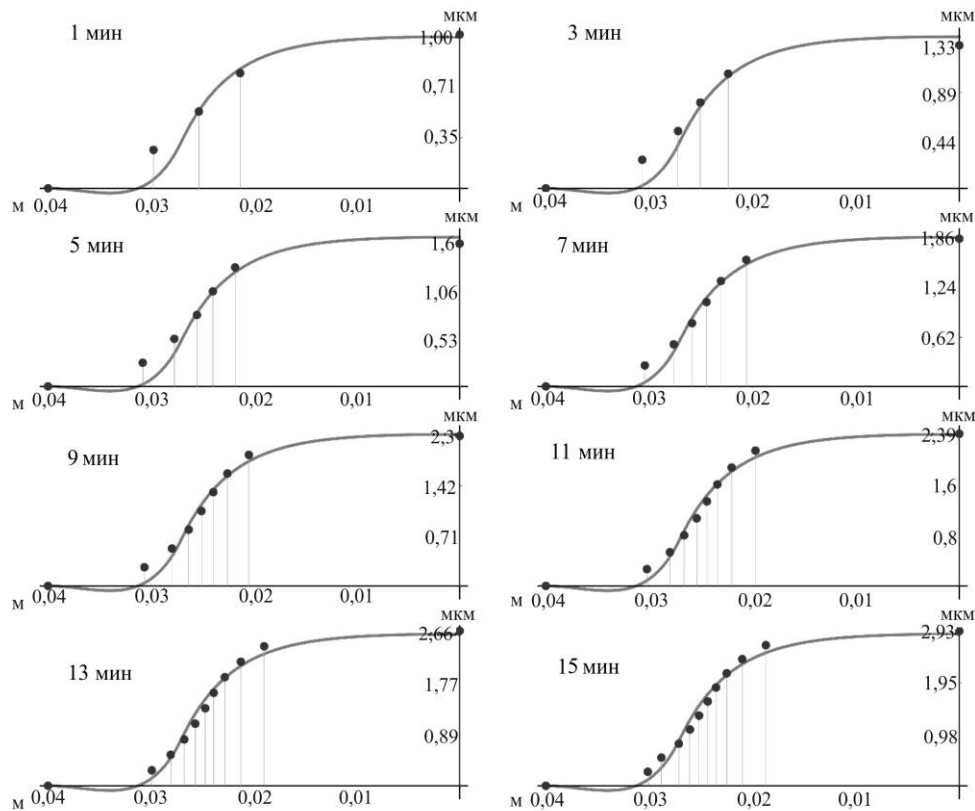 мкм
1 мин
1,00
0,71
0,35
м 0,04 0,03 0,02 0,01
мкм
3 мин
1,33
0,89
0,44
м 0,04 0,03 0,02 0,01
мкм
5 мин
1,6
1,06
0,53
м 0,04 0,03 0,02 0,01
мкм
7 мин
1,86
1,24
0,62
м 0,04 0,03 0,02 0,01
мкм
9 мин
2,3
1,42
0,71
м 0,04 0,03 0,02 0,01
мкм
11 мин
2,39
1,6
0,8
м 0,04 0,03 0,02 0,01
мкм
13 мин
2,66
1,77
0,89
м 0,04 0,03 0,02 0,01
мкм
15 мин
2,93
1,95
0,98
м 0,04 0,03 0,02 0,01